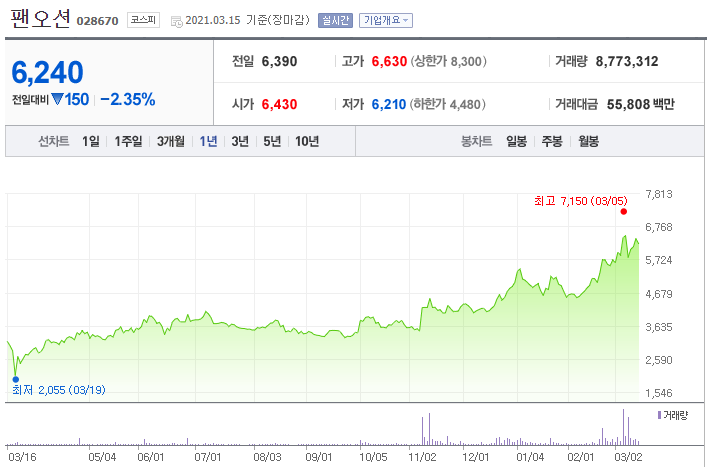 팬오션 028670 코스피 2021.03.15 기준(장마감) 실시간 기업개요
6,240
전일대비 ▼150 -2.35%
전일 6,390 고가 6,630 (상한가 8,300) 거래량 8,773,312
시가 6,430 저가 6,210 (하한가 4,480) 거래대금 55,808 백만
선차트 1일 1주일 3개월 1년 3년 5년 10년 봉차트 일봉 주봉 월봉
7,813
최고 7,150 (03/05)
6,768
5,724
4,679
3,635
2,590
최저 2,055 (03/19)
1,546
거래량
03/16 05/04 06/01 07/01 08/03 09/01 10/05 11/02 12/01 01/04 02/01 03/02